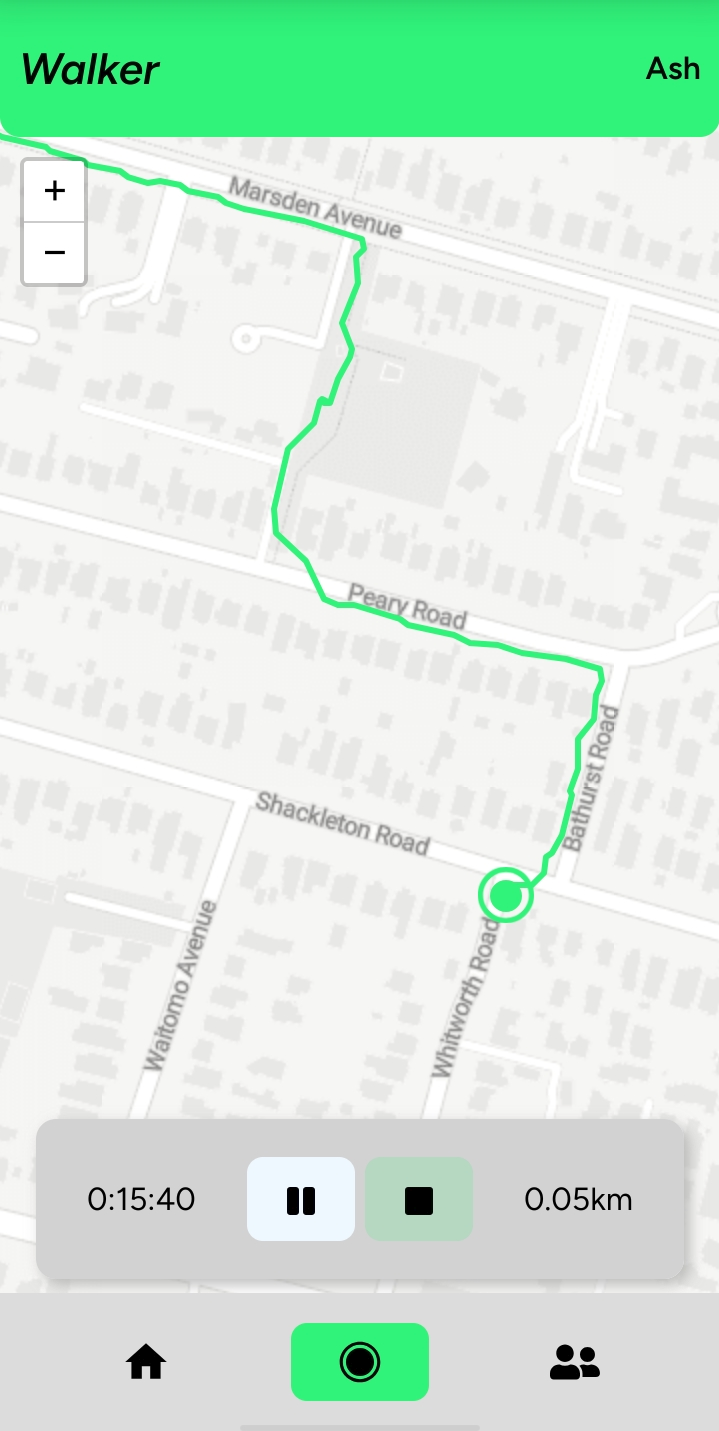 Walker
Ash
+
−
Marsden Avenue
Peary Road
Bathurst Road
Shackleton Road
Waitomo Avenue
Whitworth Road
0:15:40
0.05km